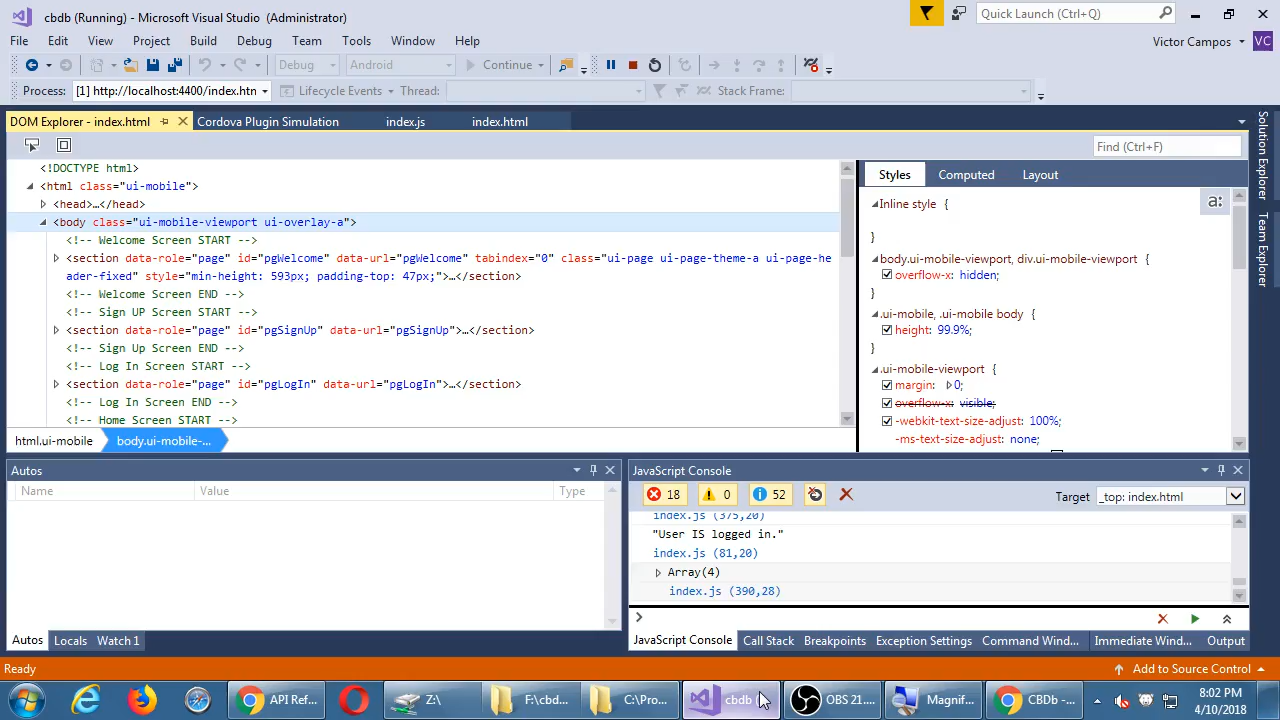 cbdb (Running) - Microsoft Visual Studio (Administrator)
Quick Launch (Ctrl+Q)
File Edit View Project Build Debug Team Tools Window Help
Victor Campos
VC
Debug Android Continue
Process: [1] http://localhost:4400/index.htn Lifecycle Events Thread: Stack Frame:
DOM Explorer - index.html Cordova Plugin Simulation index.js index.html
Find (Ctrl+F)
<!DOCTYPE html>
<html class="ui-mobile">
<head>…</head>
<body class="ui-mobile-viewport ui-overlay-a">
<!-- Welcome Screen START -->
<section data-role="page" id="pgWelcome" data-url="pgWelcome" tabindex="0" class="ui-page ui-page-theme-a ui-page-he
ader-fixed" style="min-height: 593px; padding-top: 47px;">…</section>
<!-- Welcome Screen END -->
<!-- Sign UP Screen START -->
<section data-role="page" id="pgSignUp" data-url="pgSignUp">…</section>
<!-- Sign Up Screen END -->
<!-- Log In Screen START -->
<section data-role="page" id="pgLogIn" data-url="pgLogIn">…</section>
<!-- Log In Screen END -->
<!-- Home Screen START -->
html.ui-mobile body.ui-mobile-...
Styles Computed Layout
Inline style {
a:
}
body.ui-mobile-viewport, div.ui-mobile-viewport {
overflow-x: hidden;
}
.ui-mobile, .ui-mobile body {
height: 99.9%;
}
.ui-mobile-viewport {
margin: 0;
overflow-x: visible;
-webkit-text-size-adjust: 100%;
-ms-text-size-adjust: none;
Solution Explorer
Team Explorer
Autos
Name Value Type
Autos Locals Watch 1
JavaScript Console
18 0 52
Target _top: index.html
index.js (375,20)
"User IS logged in."
index.js (81,20)
Array(4)
index.js (390,28)
JavaScript Console Call Stack Breakpoints Exception Settings Command Wind... Immediate Wind... Output
Ready
Add to Source Control
API Ref... Z:\ F:\cbd... C:\Pro... cbdb OBS 21.... Magnif... CBDb -...
8:02 PM
4/10/2018